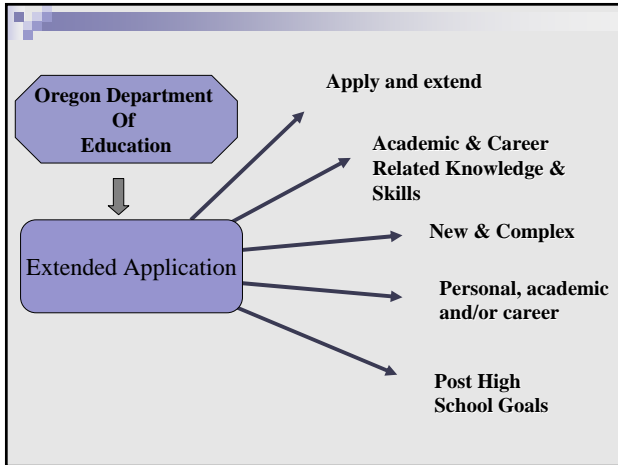 Oregon Department
Of
Education
Extended Application
Apply and extend
Academic & Career
Related Knowledge &
Skills
New & Complex
Personal, academic
and/or career
Post High
School Goals